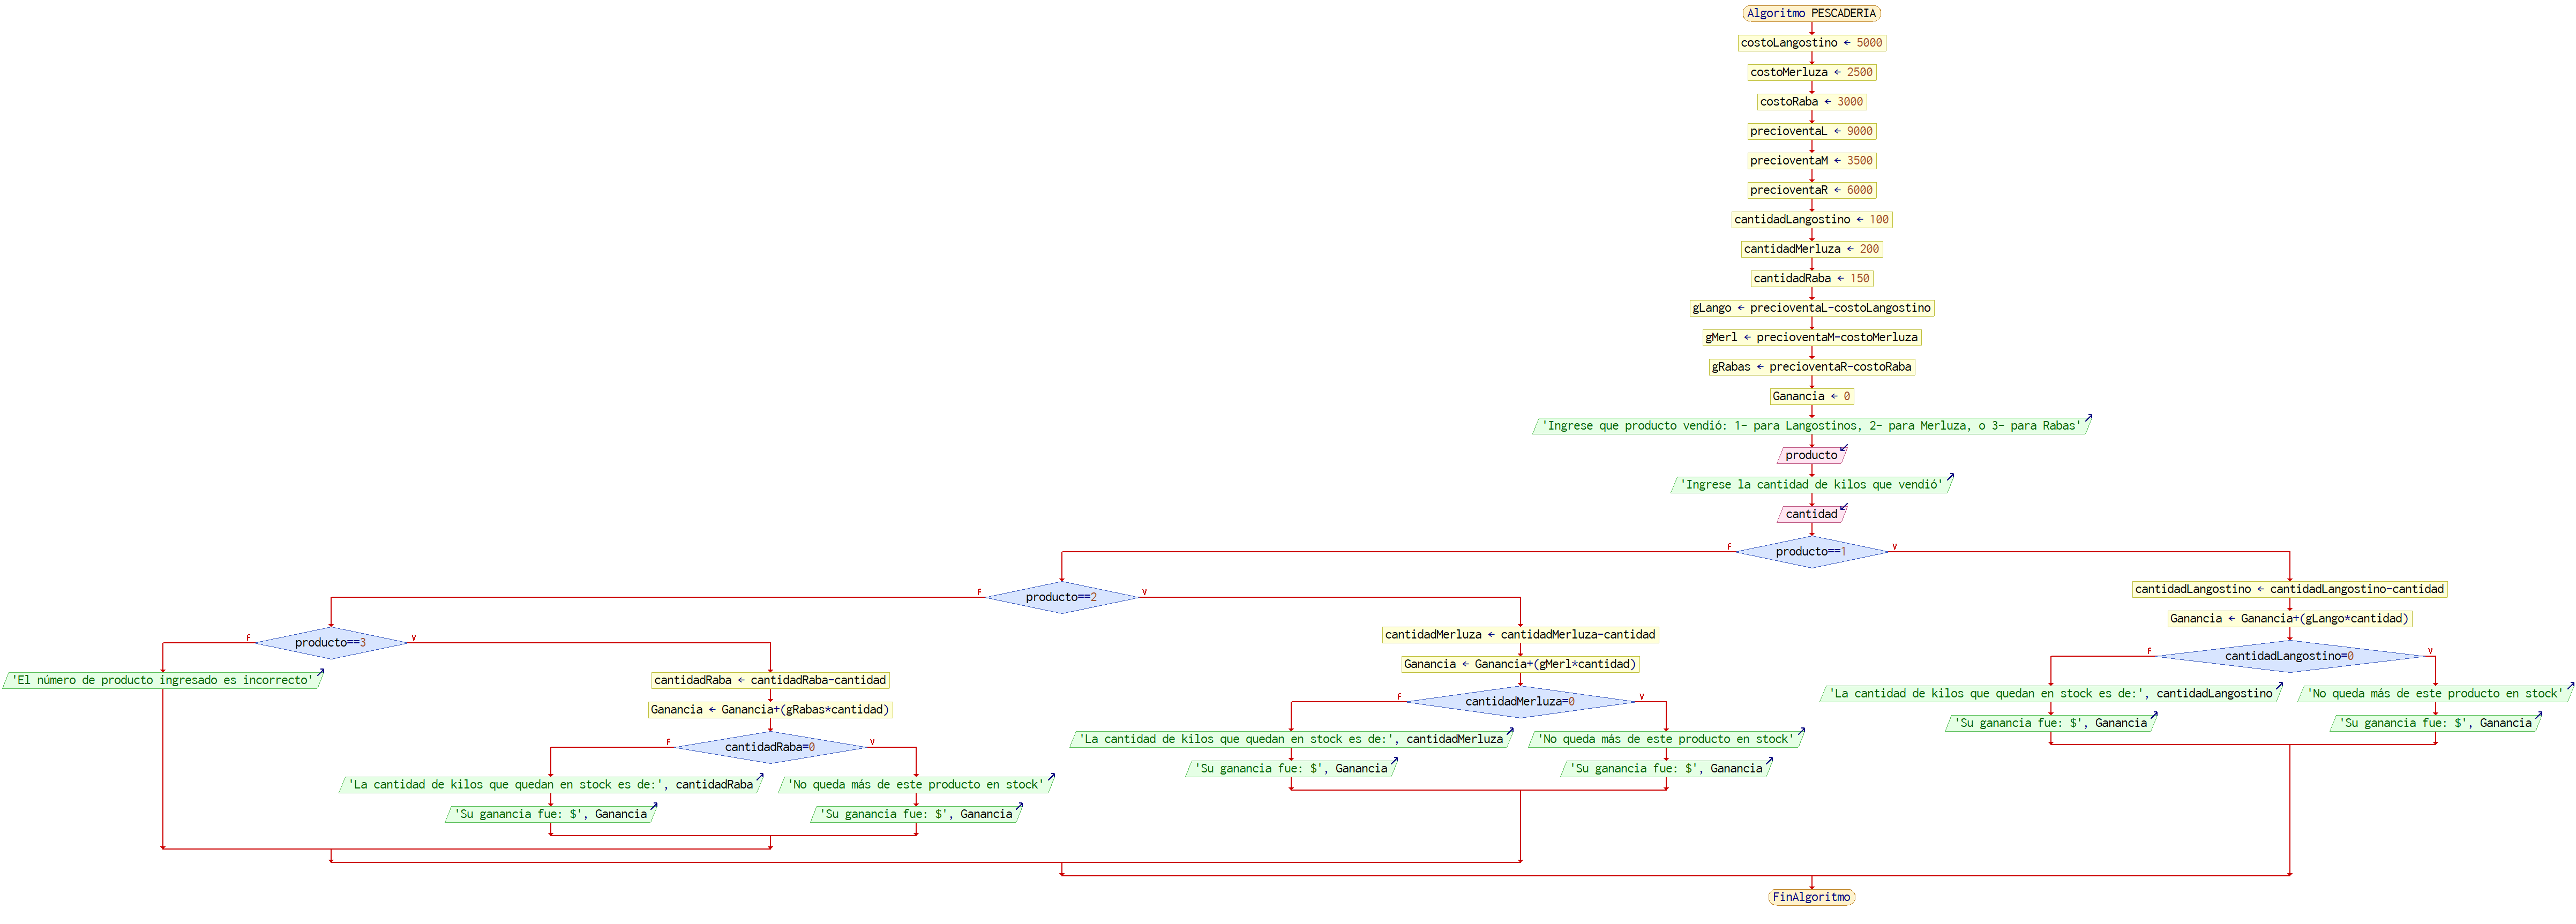 Algoritmo PESCADERIA
costoLangostino ← 5000
costoMerluza ← 2500
costoRaba ← 3000
precioventaL ← 9000
precioventaM ← 3500
precioventaR ← 6000
cantidadLangostino ← 100
cantidadMerluza ← 200
cantidadRaba ← 150
gLango ← precioventaL-costoLangostino
gMerl ← precioventaM-costoMerluza
gRabas ← precioventaR-costoRaba
Ganancia ← 0
'Ingrese que producto vendió: 1- para Langostinos, 2- para Merluza, o 3- para Rabas'
producto
'Ingrese la cantidad de kilos que vendió'
cantidad
F
producto==1
V
F
producto==2
V
F
producto==3
V
'El número de producto ingresado es incorrecto'
cantidadRaba ← cantidadRaba-cantidad
Ganancia ← Ganancia+(gRabas*cantidad)
F
cantidadRaba=0
V
'La cantidad de kilos que quedan en stock es de:', cantidadRaba
'Su ganancia fue: $', Ganancia
'No queda más de este producto en stock'
'Su ganancia fue: $', Ganancia
cantidadMerluza ← cantidadMerluza-cantidad
Ganancia ← Ganancia+(gMerl*cantidad)
F
cantidadMerluza=0
V
'La cantidad de kilos que quedan en stock es de:', cantidadMerluza
'Su ganancia fue: $', Ganancia
'No queda más de este producto en stock'
'Su ganancia fue: $', Ganancia
cantidadLangostino ← cantidadLangostino-cantidad
Ganancia ← Ganancia+(gLango*cantidad)
F
cantidadLangostino=0
V
'La cantidad de kilos que quedan en stock es de:', cantidadLangostino
'Su ganancia fue: $', Ganancia
'No queda más de este producto en stock'
'Su ganancia fue: $', Ganancia
FinAlgoritmo